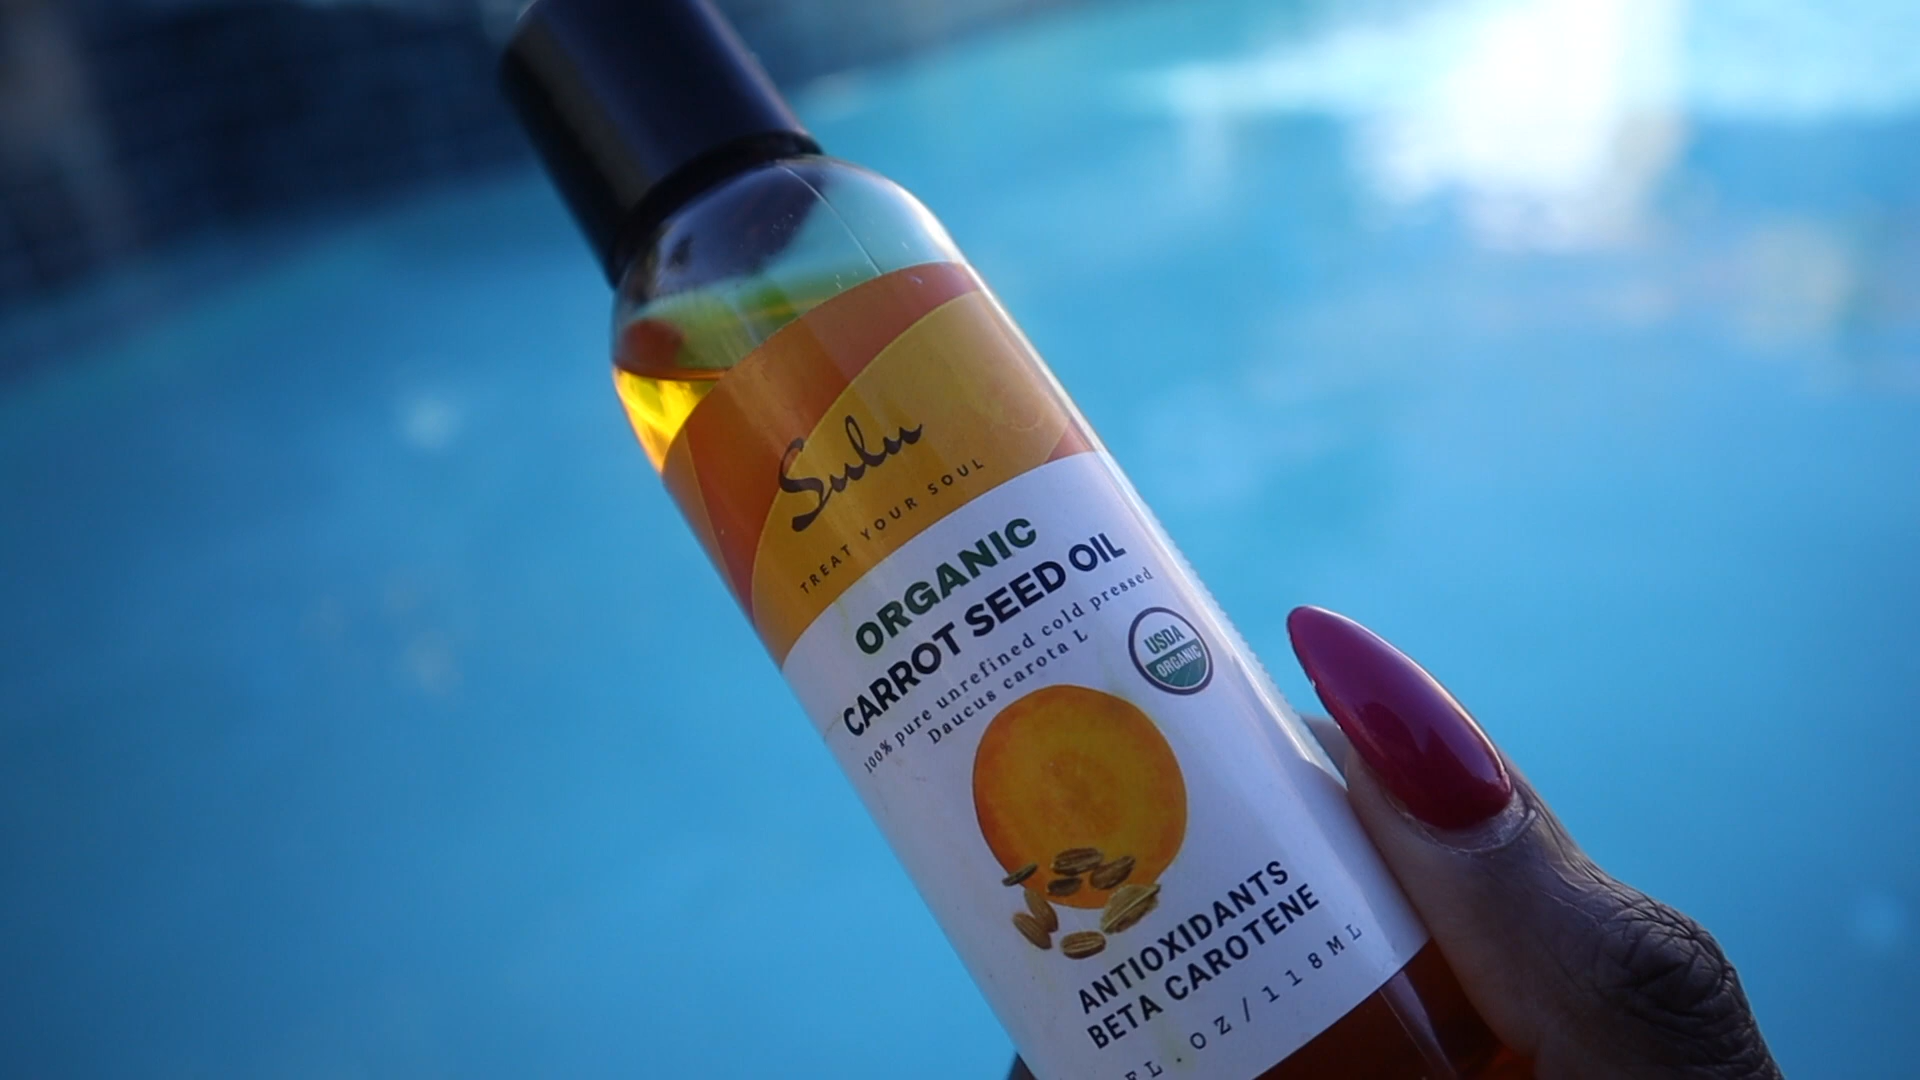 Sulu
TREAT YOUR SOUL
ORGANIC
CARROT SEED OIL
100% pure unrefined cold pressed
Daucus carota L
USDA
ORGANIC
ANTIOXIDANTS
BETA CAROTENE
FL.OZ/118ML